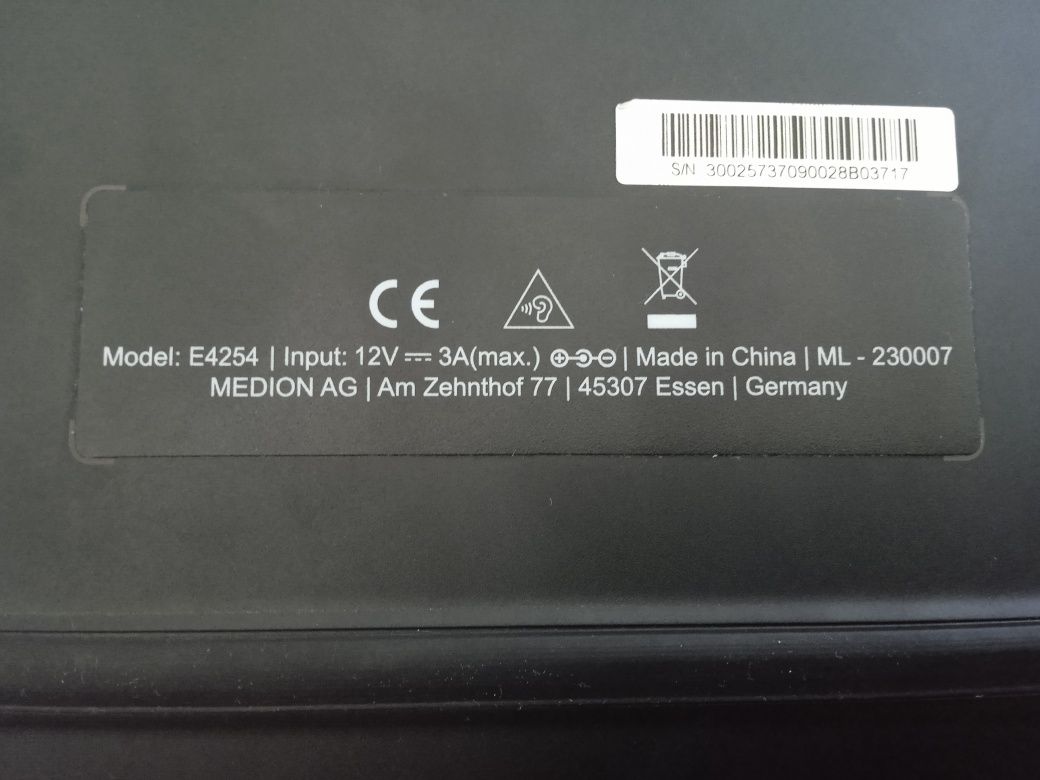 S/N 30025737090028B03717
CE
Model: E4254 | Input: 12V ⎓ 3A(max.) | Made in China | ML - 230007
MEDION AG | Am Zehnthof 77 | 45307 Essen | Germany